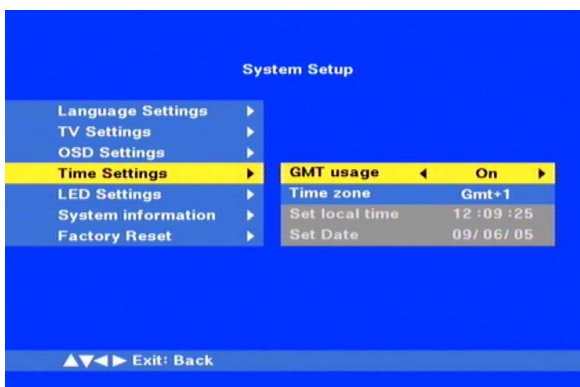 System Setup
Language Settings
TV Settings
OSD Settings
Time Settings
GMT usage On
LED Settings
Time zone Gmt+1
System information
Set local time 12:09:25
Factory Reset
Set Date 09/06/05
Exit: Back